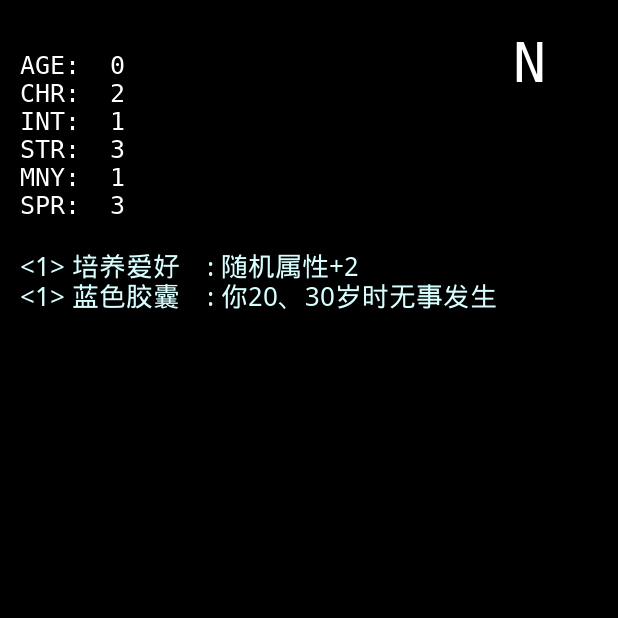 N
AGE: 0
CHR: 2
INT: 1
STR: 3
MNY: 1
SPR: 3
<1> 培养爱好 : 随机属性+2
<1> 蓝色胶囊 : 你20、30岁时无事发生